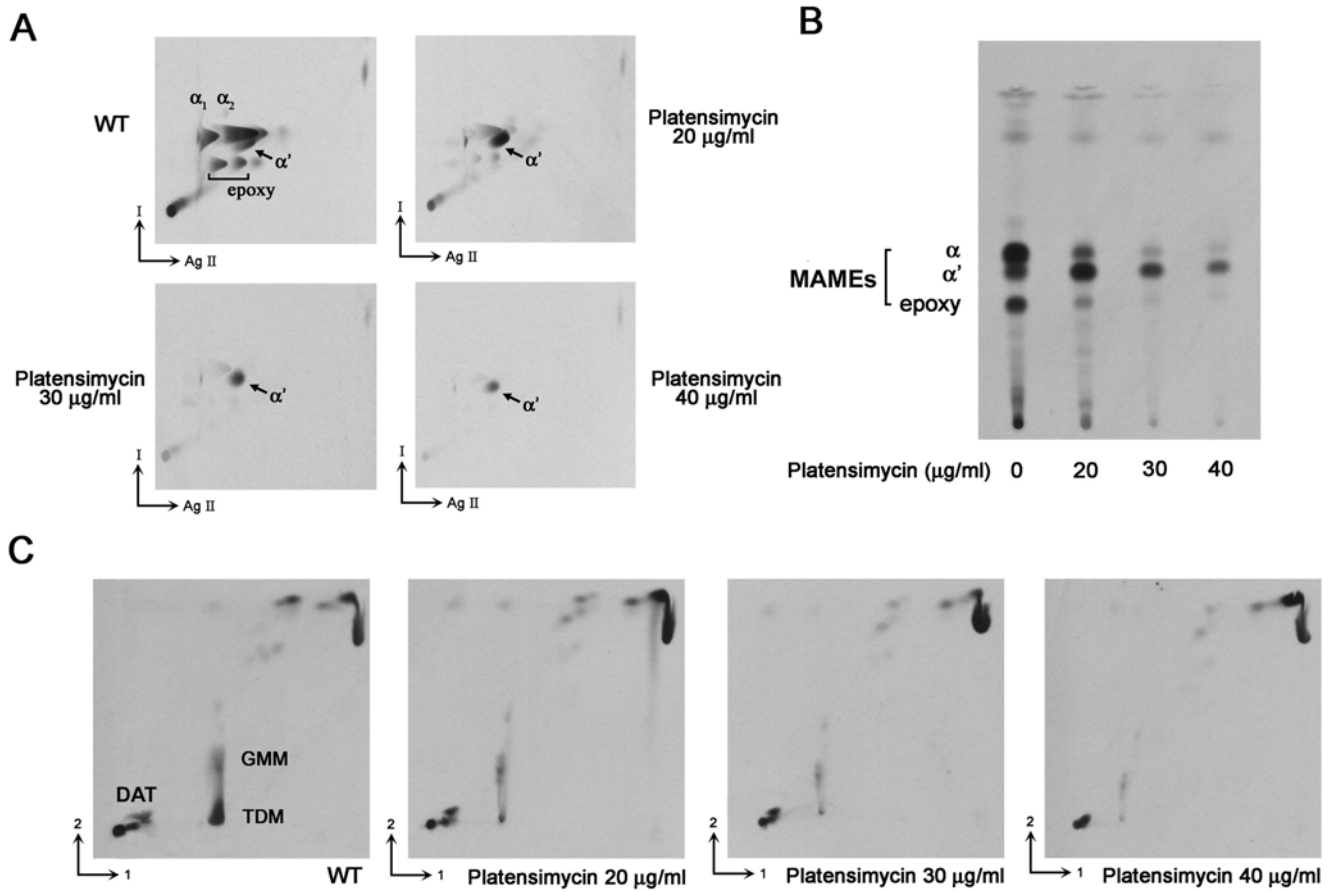 A
WT
α1 α2
α’
epoxy
I
Ag II
Platensimycin
20 μg/ml
α’
I
Ag II
Platensimycin
30 μg/ml
α’
I
Ag II
Platensimycin
40 μg/ml
α’
I
Ag II
B
MAMEs
α
α’
epoxy
Platensimycin (μg/ml) 0 20 30 40
C
GMM
DAT
TDM
2
1
WT
2
1
Platensimycin 20 μg/ml
2
1
Platensimycin 30 μg/ml
2
1
Platensimycin 40 μg/ml